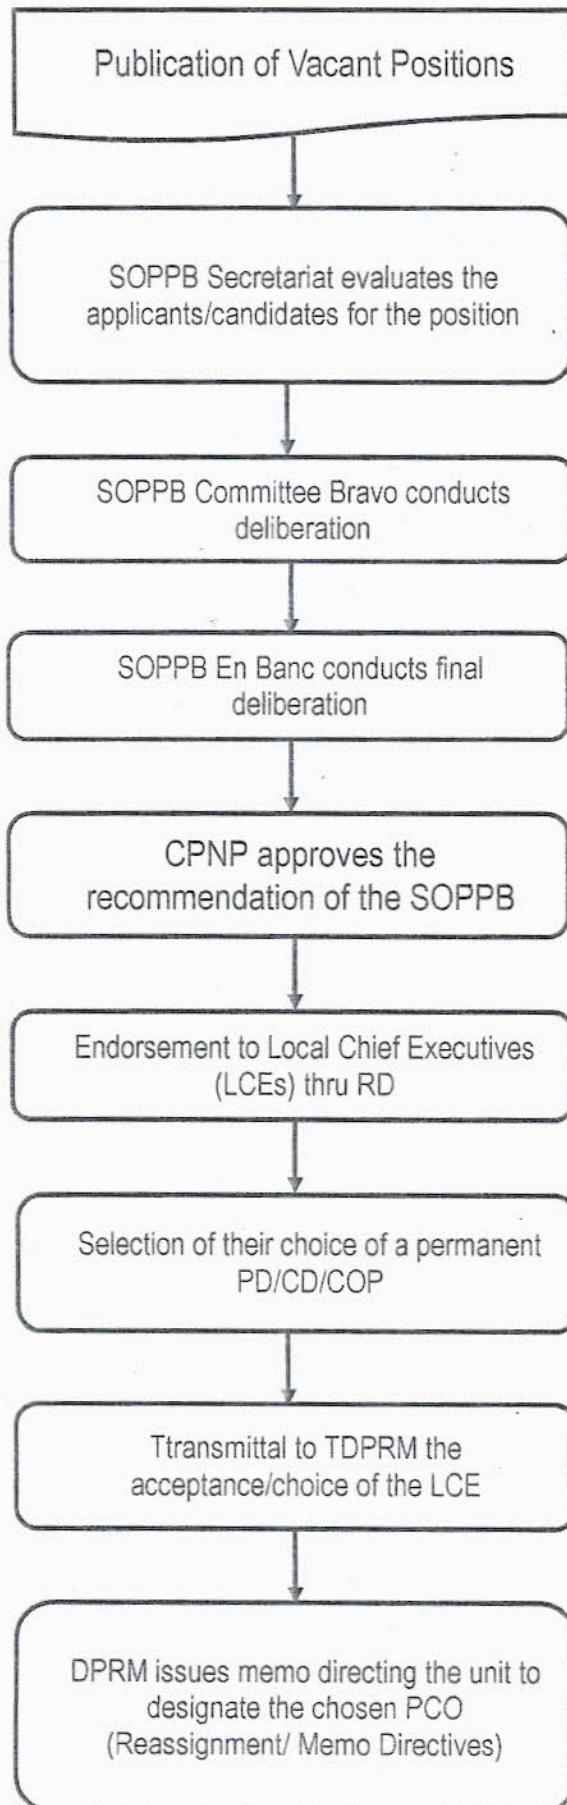 Publication of Vacant Positions
SOPPB Secretariat evaluates the
applicants/candidates for the position
SOPPB Committee Bravo conducts
deliberation
SOPPB En Banc conducts final
deliberation
CPNP approves the
recommendation of the SOPPB
Endorsement to Local Chief Executives
(LCEs) thru RD
Selection of their choice of a permanent
PD/CD/COP
Ttransmittal to TDPRM the
acceptance/choice of the LCE
DPRM issues memo directing the unit to
designate the chosen PCO
(Reassignment/ Memo Directives)